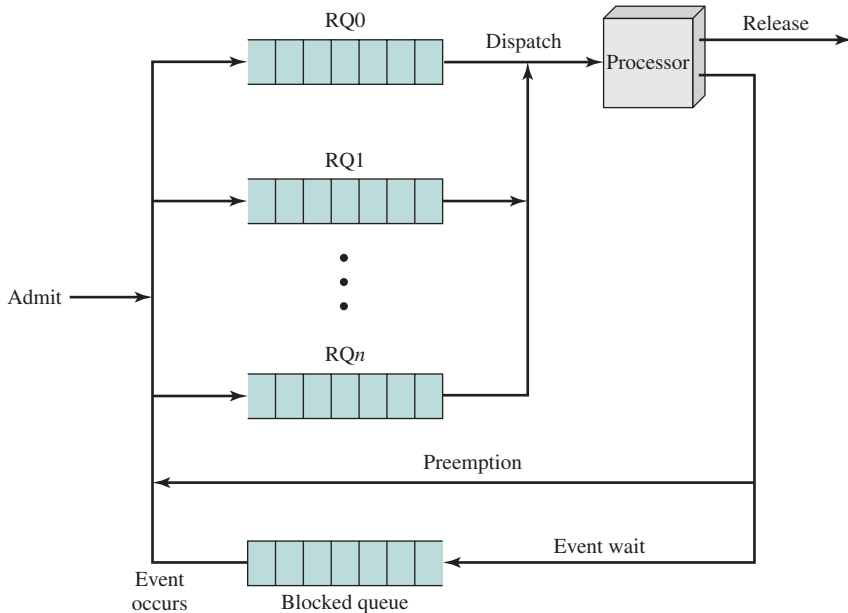 RQ0
Dispatch
Release
Processor
RQ1
Admit
RQn
Preemption
Event wait
Event
occurs
Blocked queue